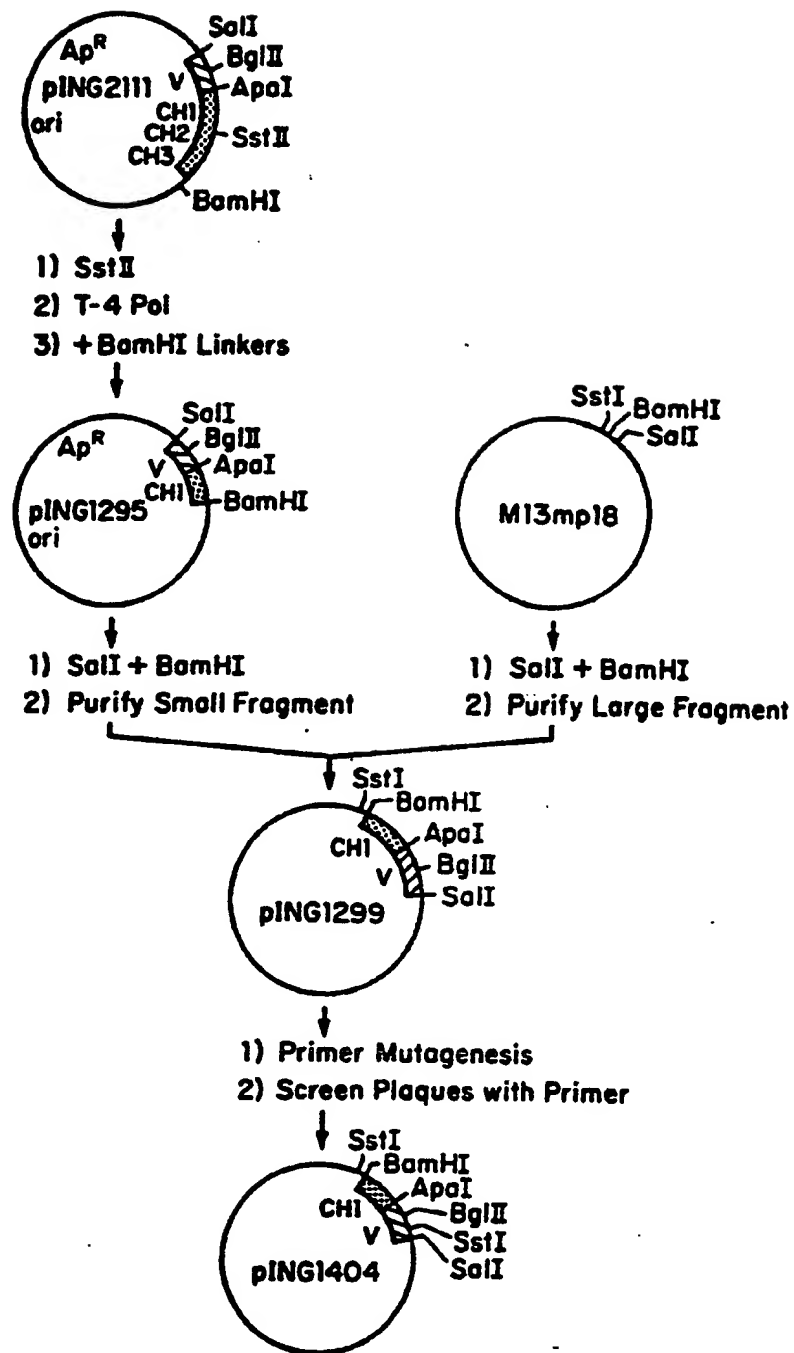 SalI
Ap^R
BglII
pING2111
V
ApaI
CH1
ori
CH2
SstII
CH3
BamHI
1) SstII
2) T-4 Pol
3) +BamHI Linkers
SalI
Ap^R
BglII
V
ApaI
CH1
BamHI
pING1295
ori
SstI
BamHI
SalI
M13mp18
1) SalI + BamHI
2) Purify Small Fragment
1) SalI + BamHI
2) Purify Large Fragment
SstI
BamHI
ApaI
CH1
BglII
V
SalI
pING1299
1) Primer Mutagenesis
2) Screen Plaques with Primer
SstI
BamHI
ApaI
CH1
BglII
V
SstI
SalI
pING1404